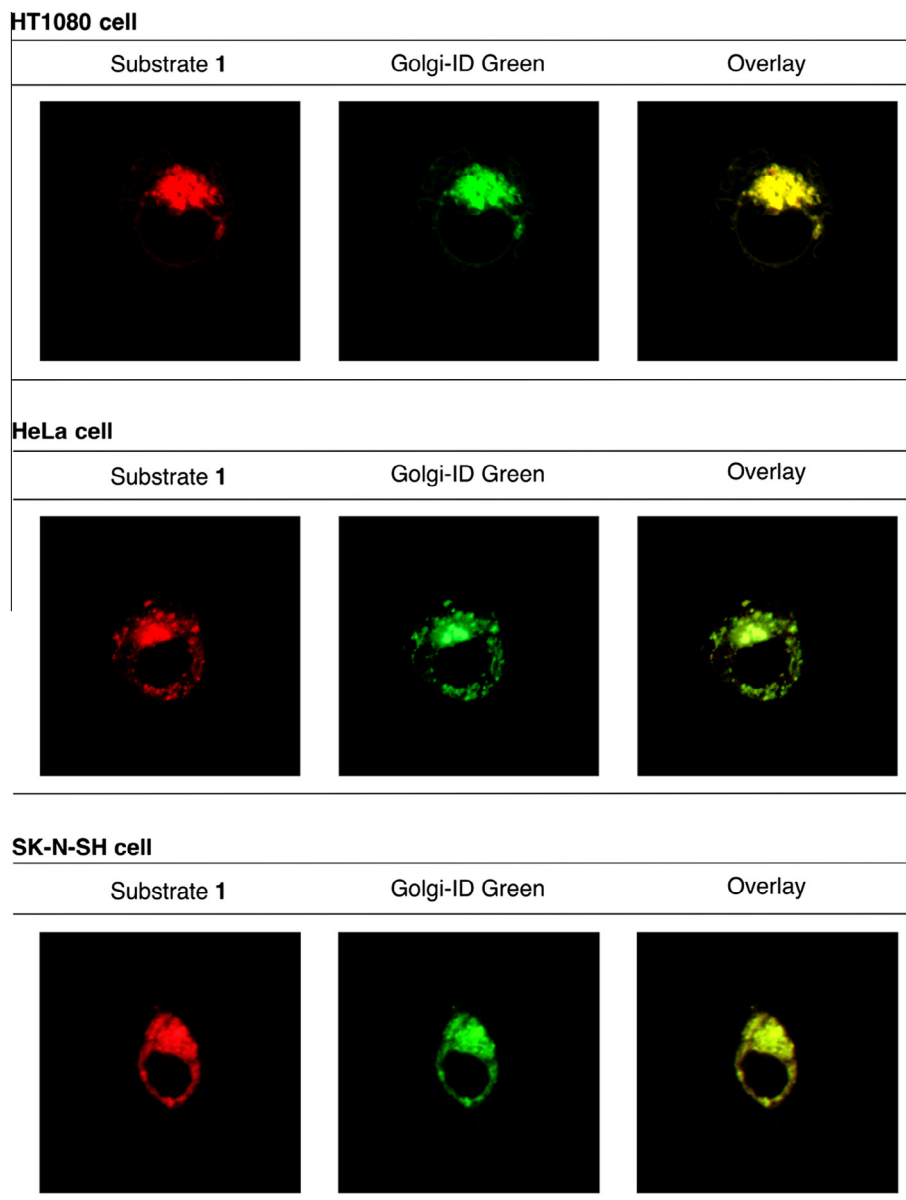 HT1080 cell
Substrate 1 Golgi-ID Green Overlay
HeLa cell
Substrate 1 Golgi-ID Green Overlay
SK-N-SH cell
Substrate 1 Golgi-ID Green Overlay